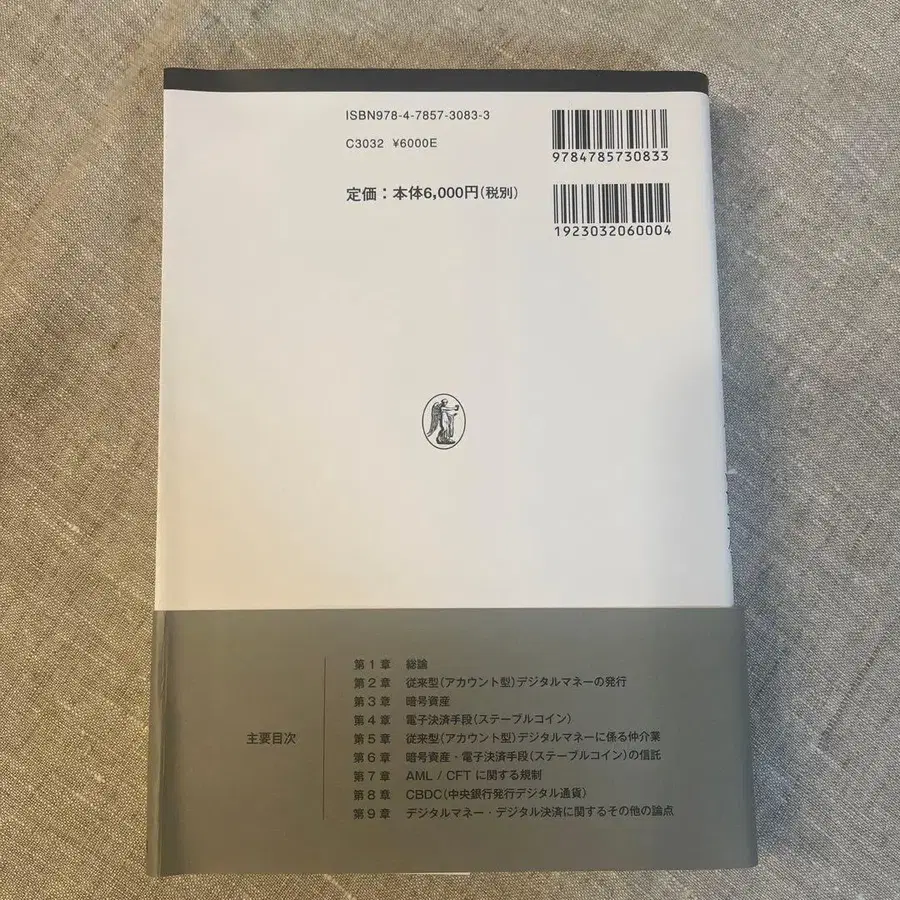 ISBN978-4-7857-3083-3
C3032 ¥6000E
定価：本体6,000円(税別)
9784785730833
1923032060004
主要目次
第1章 総論
第2章 従来型(アカウント型)デジタルマネーの発行
第3章 暗号資産
第4章 電子決済手段(ステーブルコイン)
第5章 従来型(アカウント型)デジタルマネーに係る仲介業
第6章 暗号資産・電子決済手段(ステーブルコイン)の信託
第7章 AML / CFT に関する規制
第8章 CBDC(中央銀行発行デジタル通貨)
第9章 デジタルマネー・デジタル決済に関するその他の論点